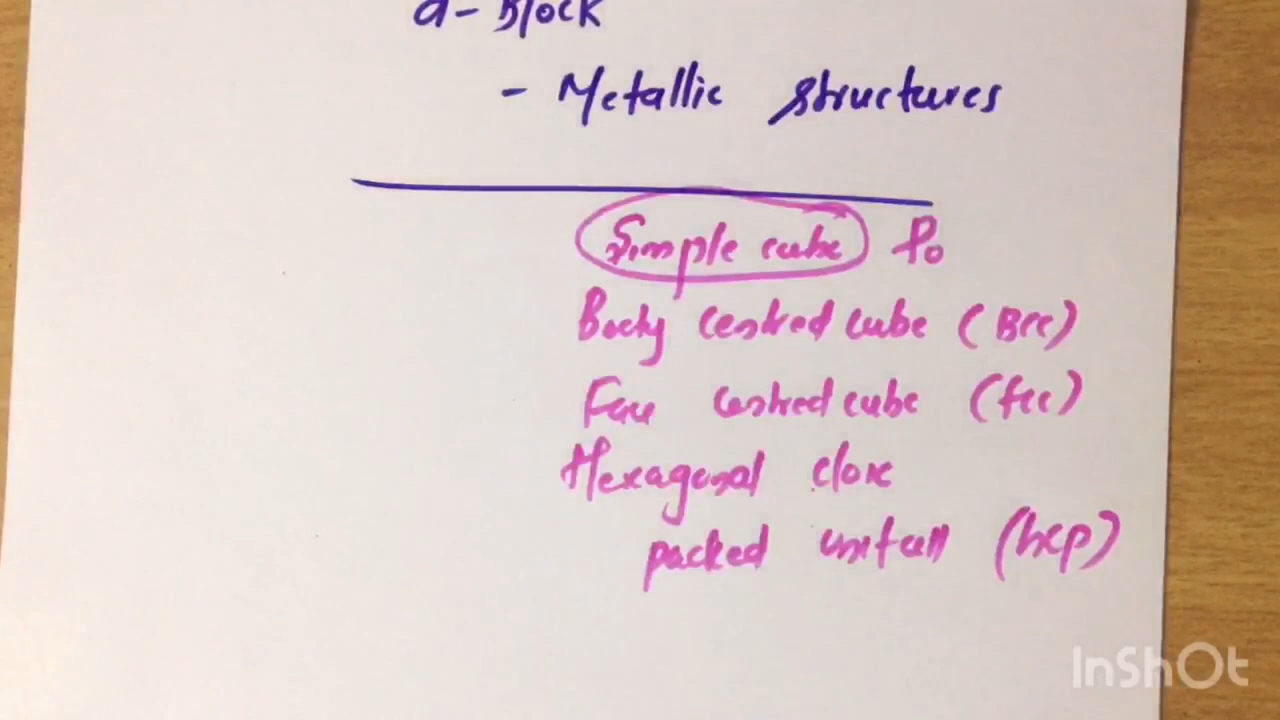 d - Block
- Metallic structures
Simple cube Po
Body centred cube (Bcc)
Face centred cube (fcc)
Hexagonal close
packed unit cell (hcp)
InShOt